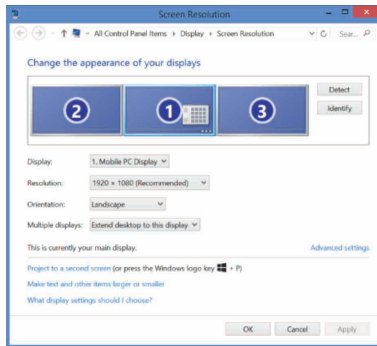 Screen Resolution
All Control Panel Items Display Screen Resolution Sear...
Change the appearance of your displays
2 1 3
Detect
Identify
Display: 1. Mobile PC Display
Resolution: 1920 × 1080 (Recommended)
Orientation: Landscape
Multiple displays: Extend desktop to this display
This is currently your main display. Advanced settings
Project to a second screen (or press the Windows logo key + P)
Make text and other items larger or smaller
What display settings should I choose?
OK Cancel Apply